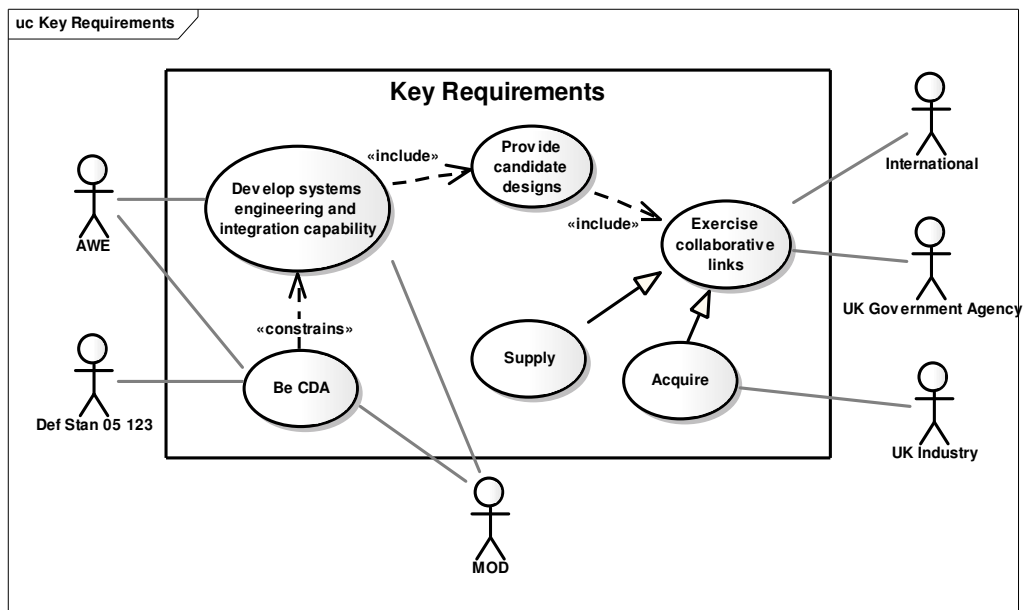 uc Key Requirements
Key Requirements
«include»
Provide
candidate
designs
Develop systems
engineering and
integration capability
«include»
Exercise
collaborative
links
International
AWE
UK Government Agency
«constrains»
Supply
Acquire
Be CDA
Def Stan 05 123
UK Industry
MOD